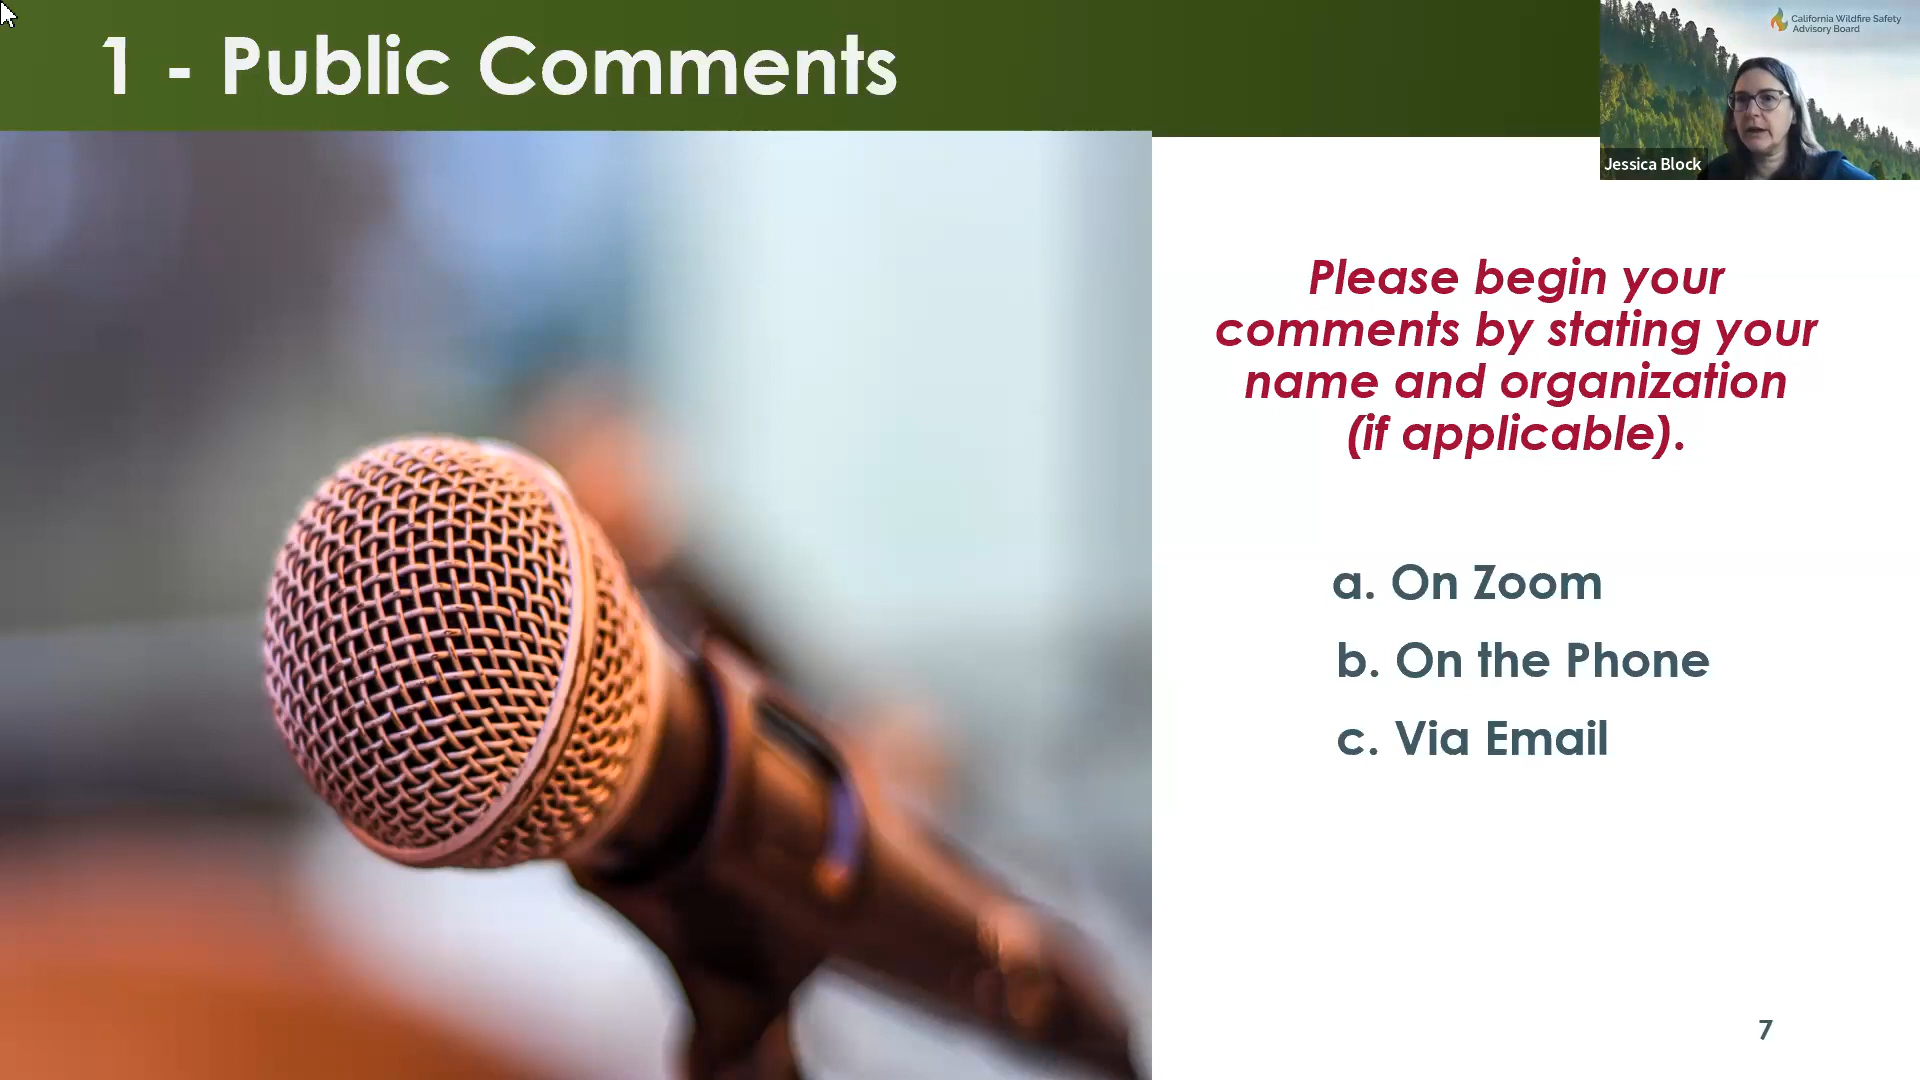 1 - Public Comments
California Wildfire Safety
Advisory Board
Jessica Block
Please begin your
comments by stating your
name and organization
(if applicable).
a. On Zoom
b. On the Phone
c. Via Email
7